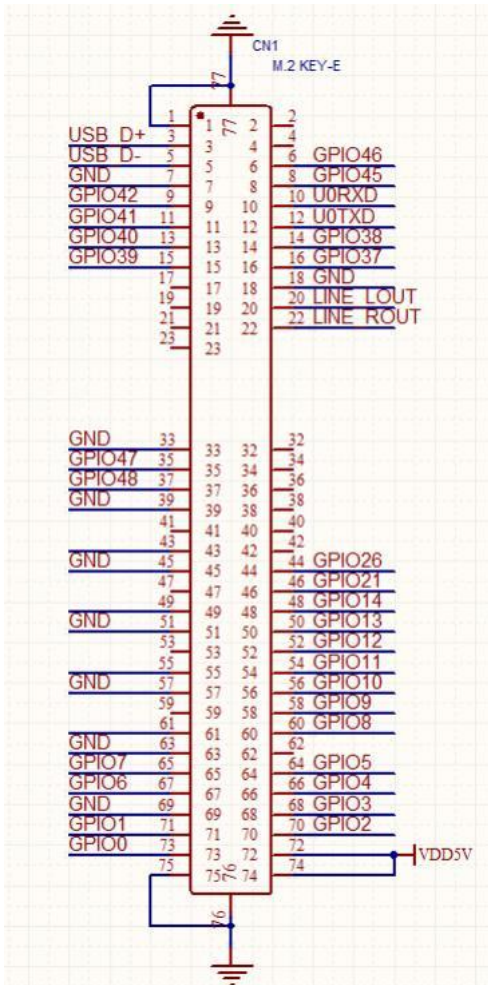 CN1
M.2 KEY-E
77
1 1 77 2 2
USB D+ 3 3 4 4
USB D- 5 5 6 6 GPIO46
GND 7 7 8 8 GPIO45
GPIO42 9 9 10 10 U0RXD
GPIO41 11 11 12 12 U0TXD
GPIO40 13 13 14 14 GPIO38
GPIO39 15 15 16 16 GPIO37
17 17 18 18 GND
19 19 20 20 LINE LOUT
21 21 22 22 LINE ROUT
23 23
GND 33 33 32 32
GPIO47 35 35 34 34
GPIO48 37 37 36 36
GND 39 39 38 38
41 41 40 40
43 43 42 42
GND 45 45 44 44 GPIO26
47 47 46 46 GPIO21
49 49 48 48 GPIO14
GND 51 51 50 50 GPIO13
53 53 52 52 GPIO12
55 55 54 54 GPIO11
GND 57 57 56 56 GPIO10
59 59 58 58 GPIO9
61 61 60 60 GPIO8
GND 63 63 62 62
GPIO7 65 65 64 64 GPIO5
GPIO6 67 67 66 66 GPIO4
GND 69 69 68 68 GPIO3
GPIO1 71 71 70 70 GPIO2
GPIO0 73 73 72 72 VDD5V
75 75 76 74 74
76